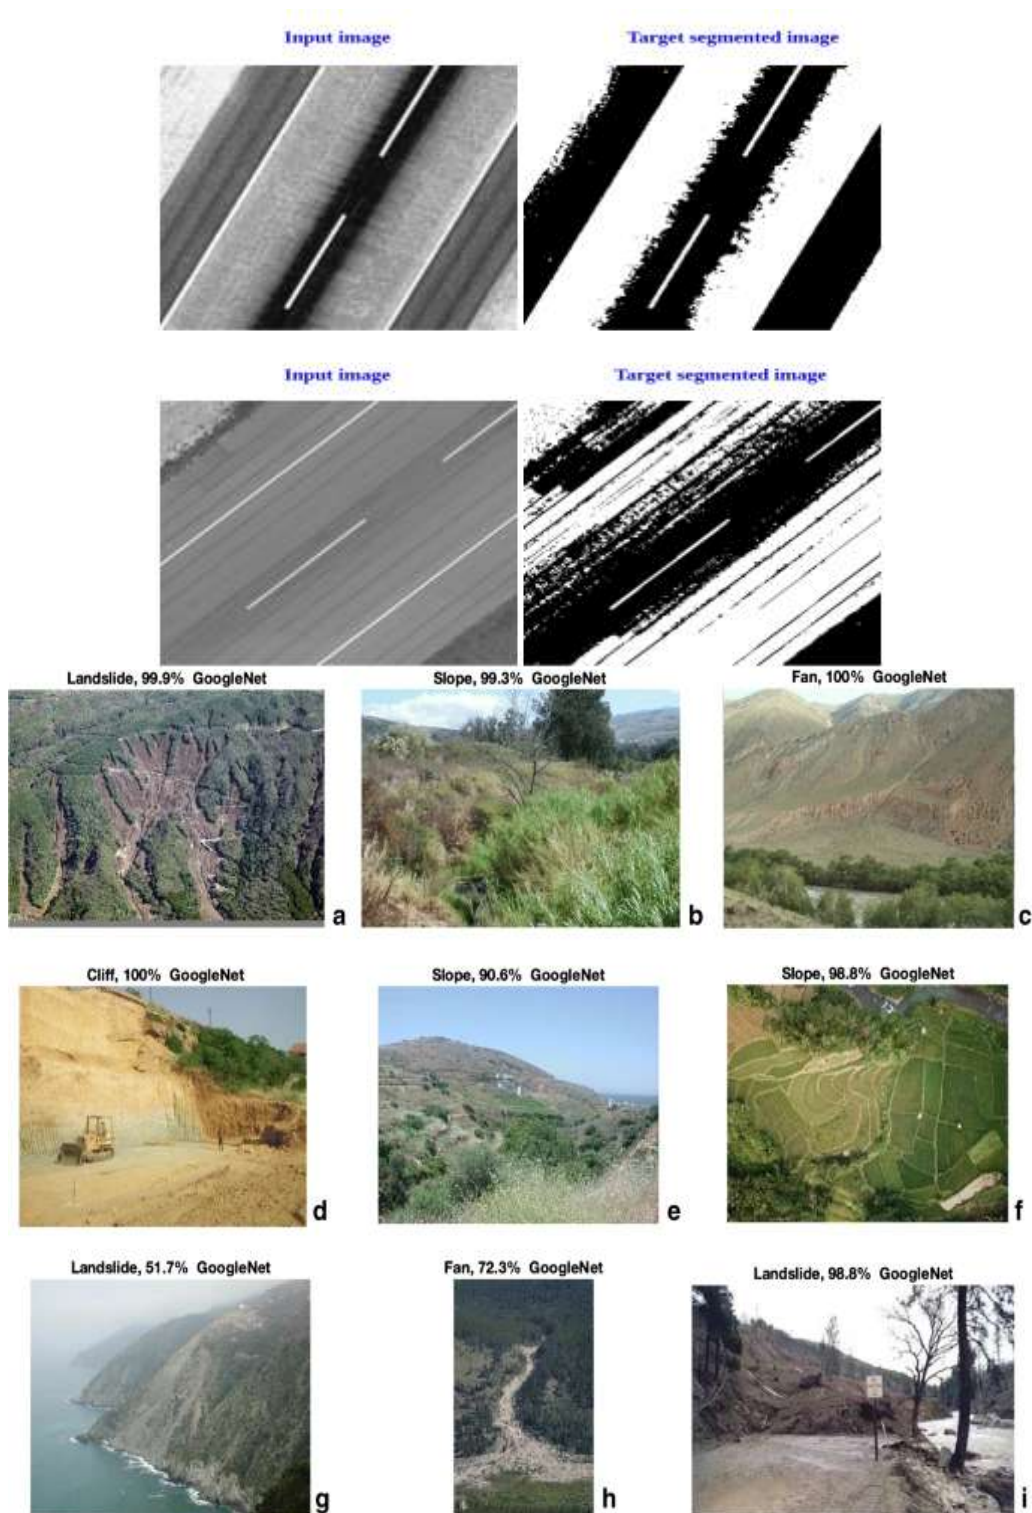 Input image Target segmented image
Input image Target segmented image
Landslide, 99.9% GoogleNet Slope, 99.3% GoogleNet Fan, 100% GoogleNet
a b c
Cliff, 100% GoogleNet Slope, 90.6% GoogleNet Slope, 98.8% GoogleNet
d e f
Landslide, 51.7% GoogleNet Fan, 72.3% GoogleNet Landslide, 98.8% GoogleNet
g h i